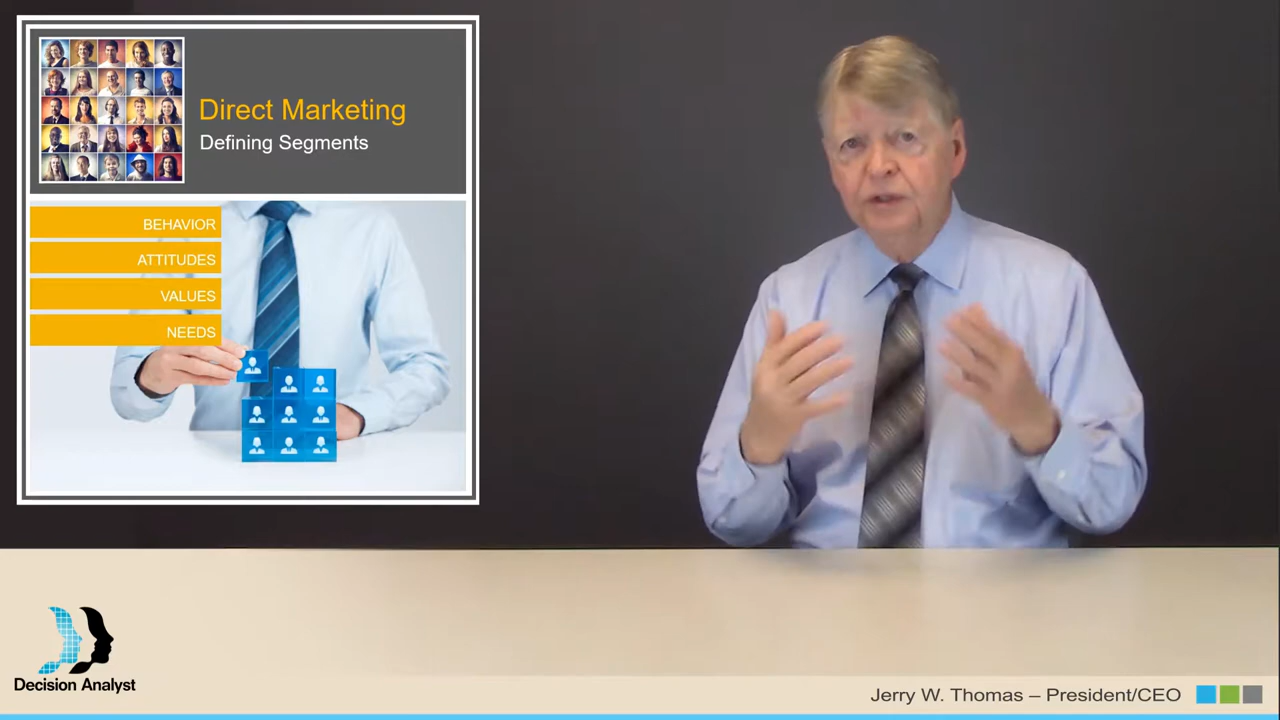 Direct Marketing
Defining Segments
BEHAVIOR
ATTITUDES
VALUES
NEEDS
Decision Analyst
Jerry W. Thomas – President/CEO